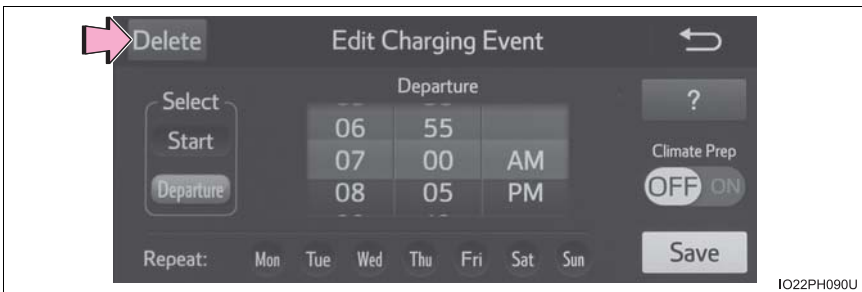 Delete
Edit Charging Event
Select
Start
Departure
Departure
06 55
07 00 AM
08 05 PM
?
Climate Prep
OFF ON
Repeat: Mon Tue Wed Thu Fri Sat Sun
Save
IO22PH090U